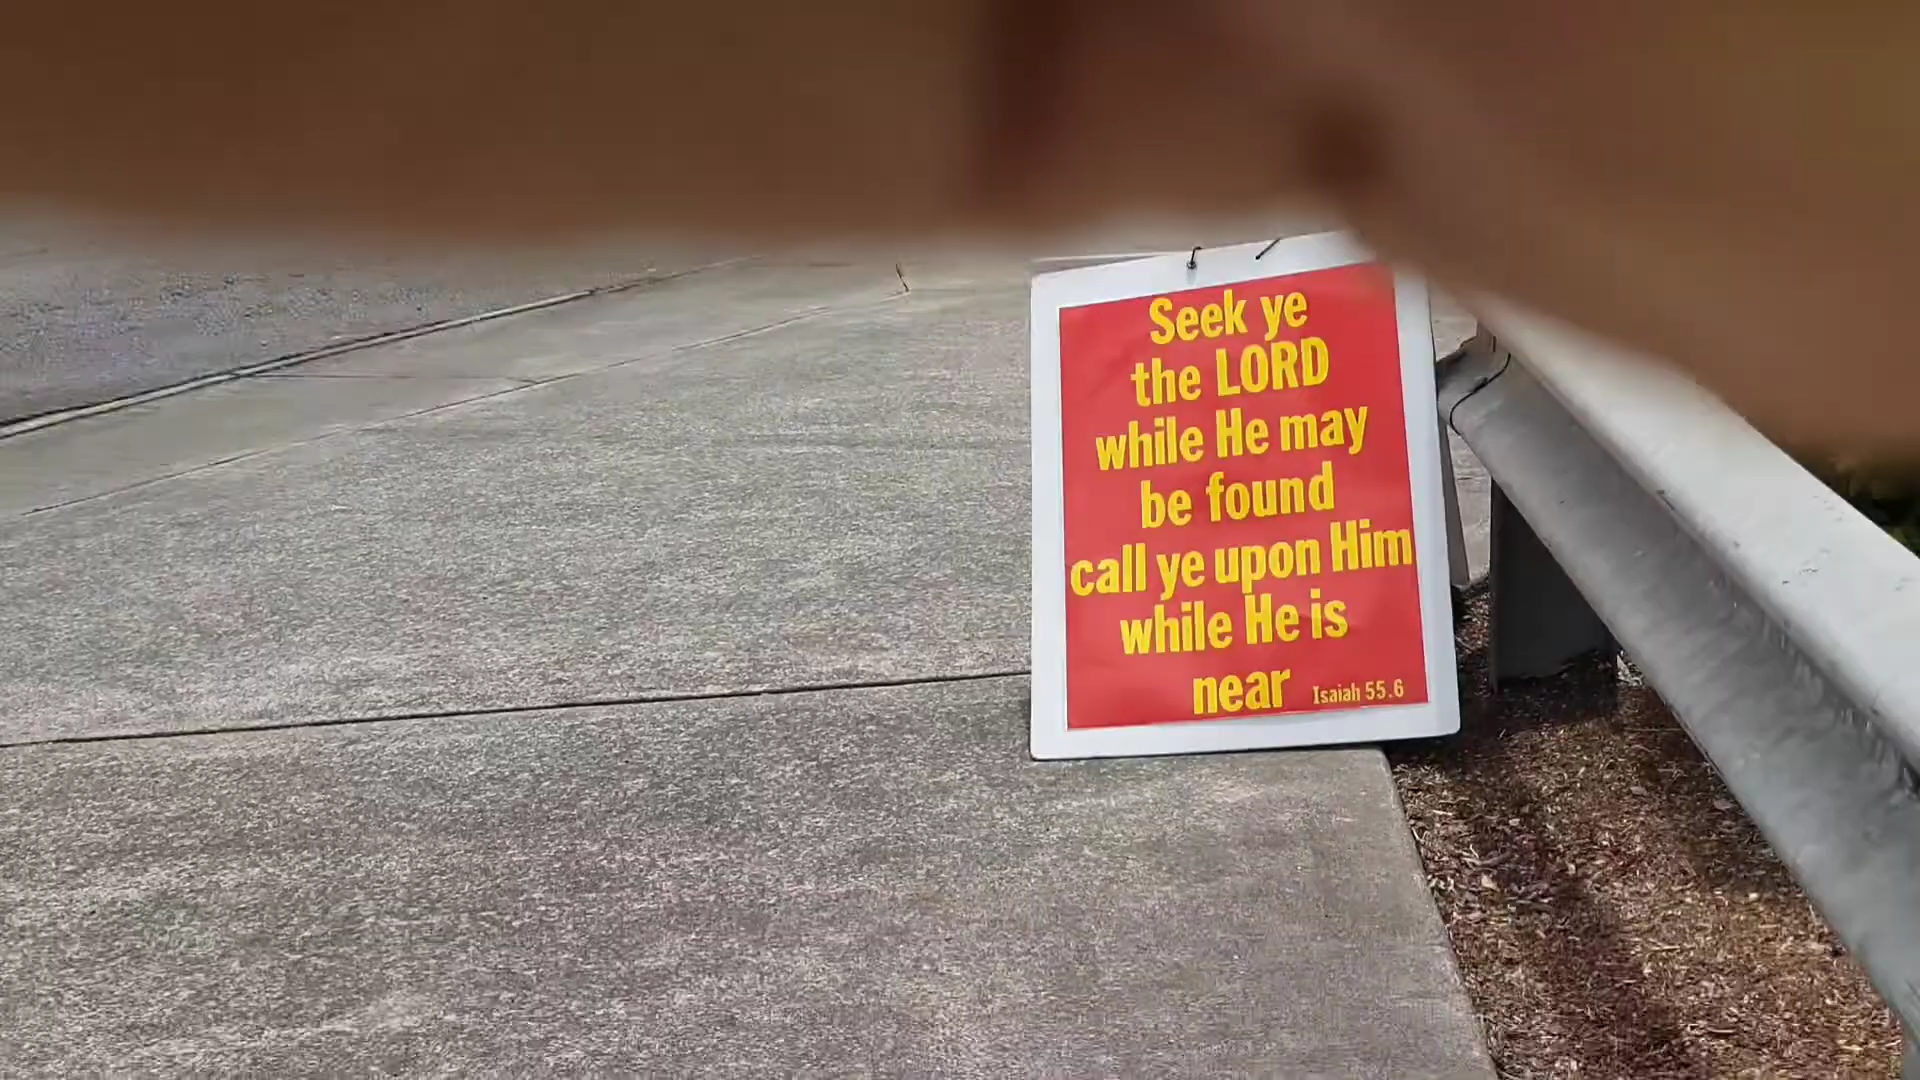 Seek ye
the LORD
while He may
be found
call ye upon Him
while He is
near Isaiah 55.6